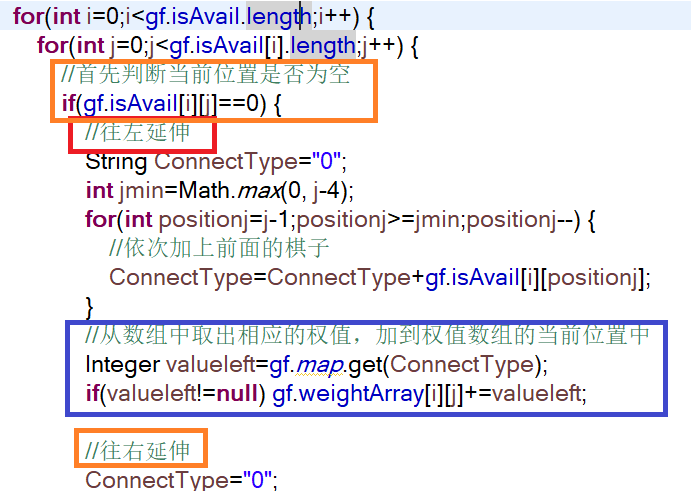 for(int i=0;i<gf.isAvail.length;i++) {
for(int j=0;j<gf.isAvail[i].length;j++) {
//首先判断当前位置是否为空
if(gf.isAvail[i][j]==0) {
//往左延伸
String ConnectType="0";
int jmin=Math.max(0, j-4);
for(int positionj=j-1;positionj>=jmin;positionj--) {
//依次加上前面的棋子
ConnectType=ConnectType+gf.isAvail[i][positionj];
}
//从数组中取出相应的权值，加到权值数组的当前位置中
Integer valueleft=gf.map.get(ConnectType);
if(valueleft!=null) gf.weightArray[i][j]+=valueleft;
//往右延伸
ConnectType="0";